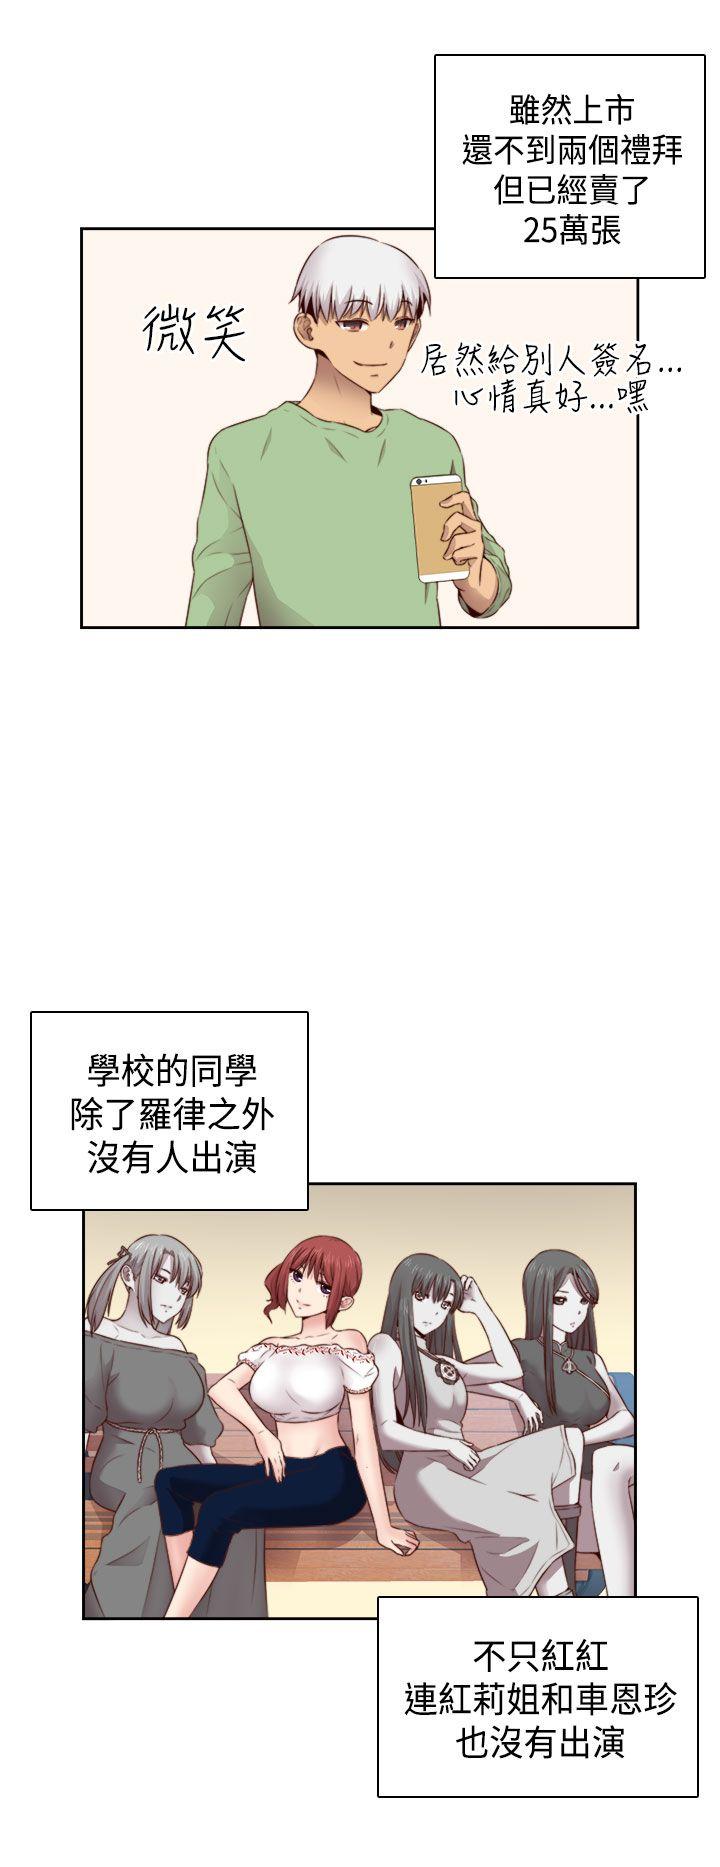 雖然上市
還不到兩個禮拜
但已經賣了
25萬張
微笑
居然給別人簽名...
心情真好...嘿
學校的同學
除了羅律之外
沒有人出演
不只紅紅
連紅莉姐和車恩珍
也沒有出演